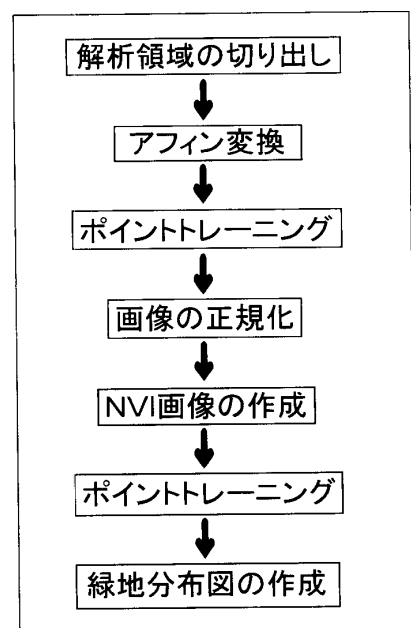 解析領域の切り出し
アフィン変換
ポイントトレーニング
画像の正規化
NVI画像の作成
ポイントトレーニング
緑地分布図の作成